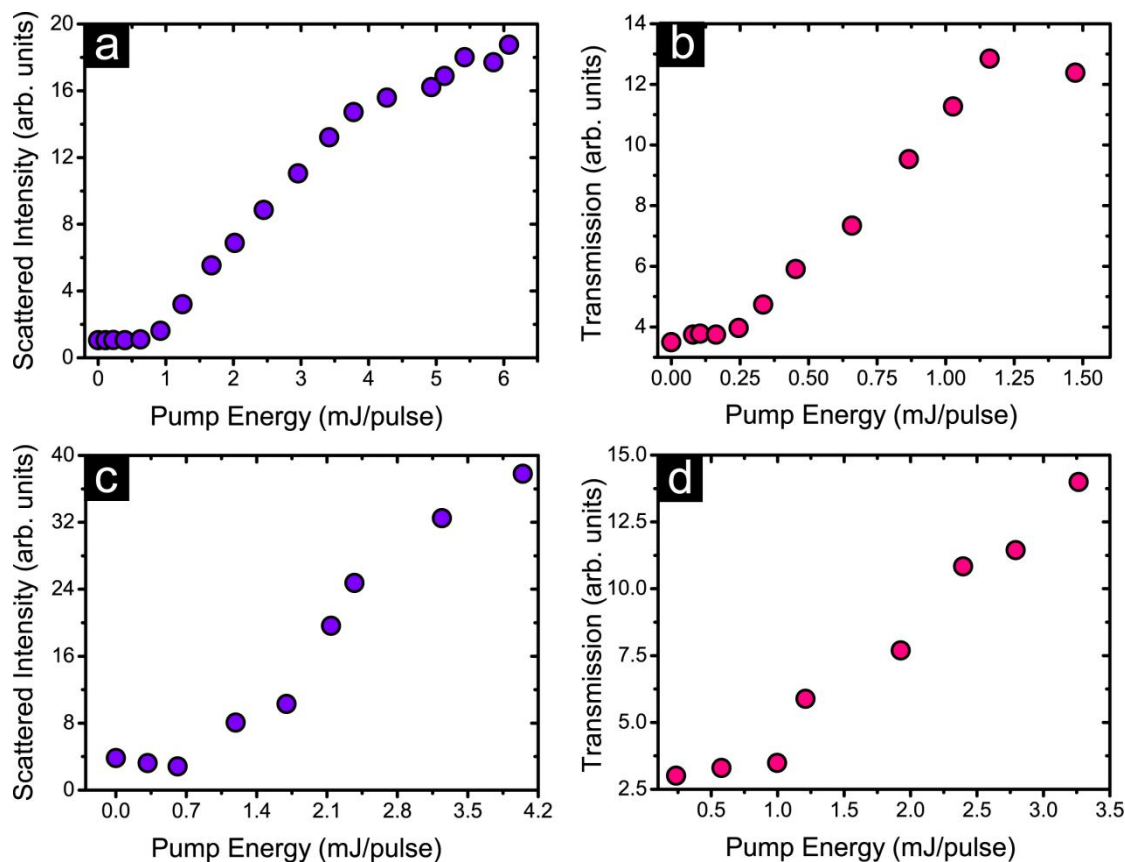 a
Scattered Intensity (arb. units)
20
16
12
8
4
0
0 1 2 3 4 5 6
Pump Energy (mJ/pulse)
b
Transmission (arb. units)
14
12
10
8
6
4
0.00 0.25 0.50 0.75 1.00 1.25 1.50
Pump Energy (mJ/pulse)
c
Scattered Intensity (arb. units)
40
32
24
16
8
0
0.0 0.7 1.4 2.1 2.8 3.5 4.2
Pump Energy (mJ/pulse)
d
Transmission (arb. units)
15.0
12.5
10.0
7.5
5.0
2.5
0.5 1.0 1.5 2.0 2.5 3.0 3.5
Pump Energy (mJ/pulse)